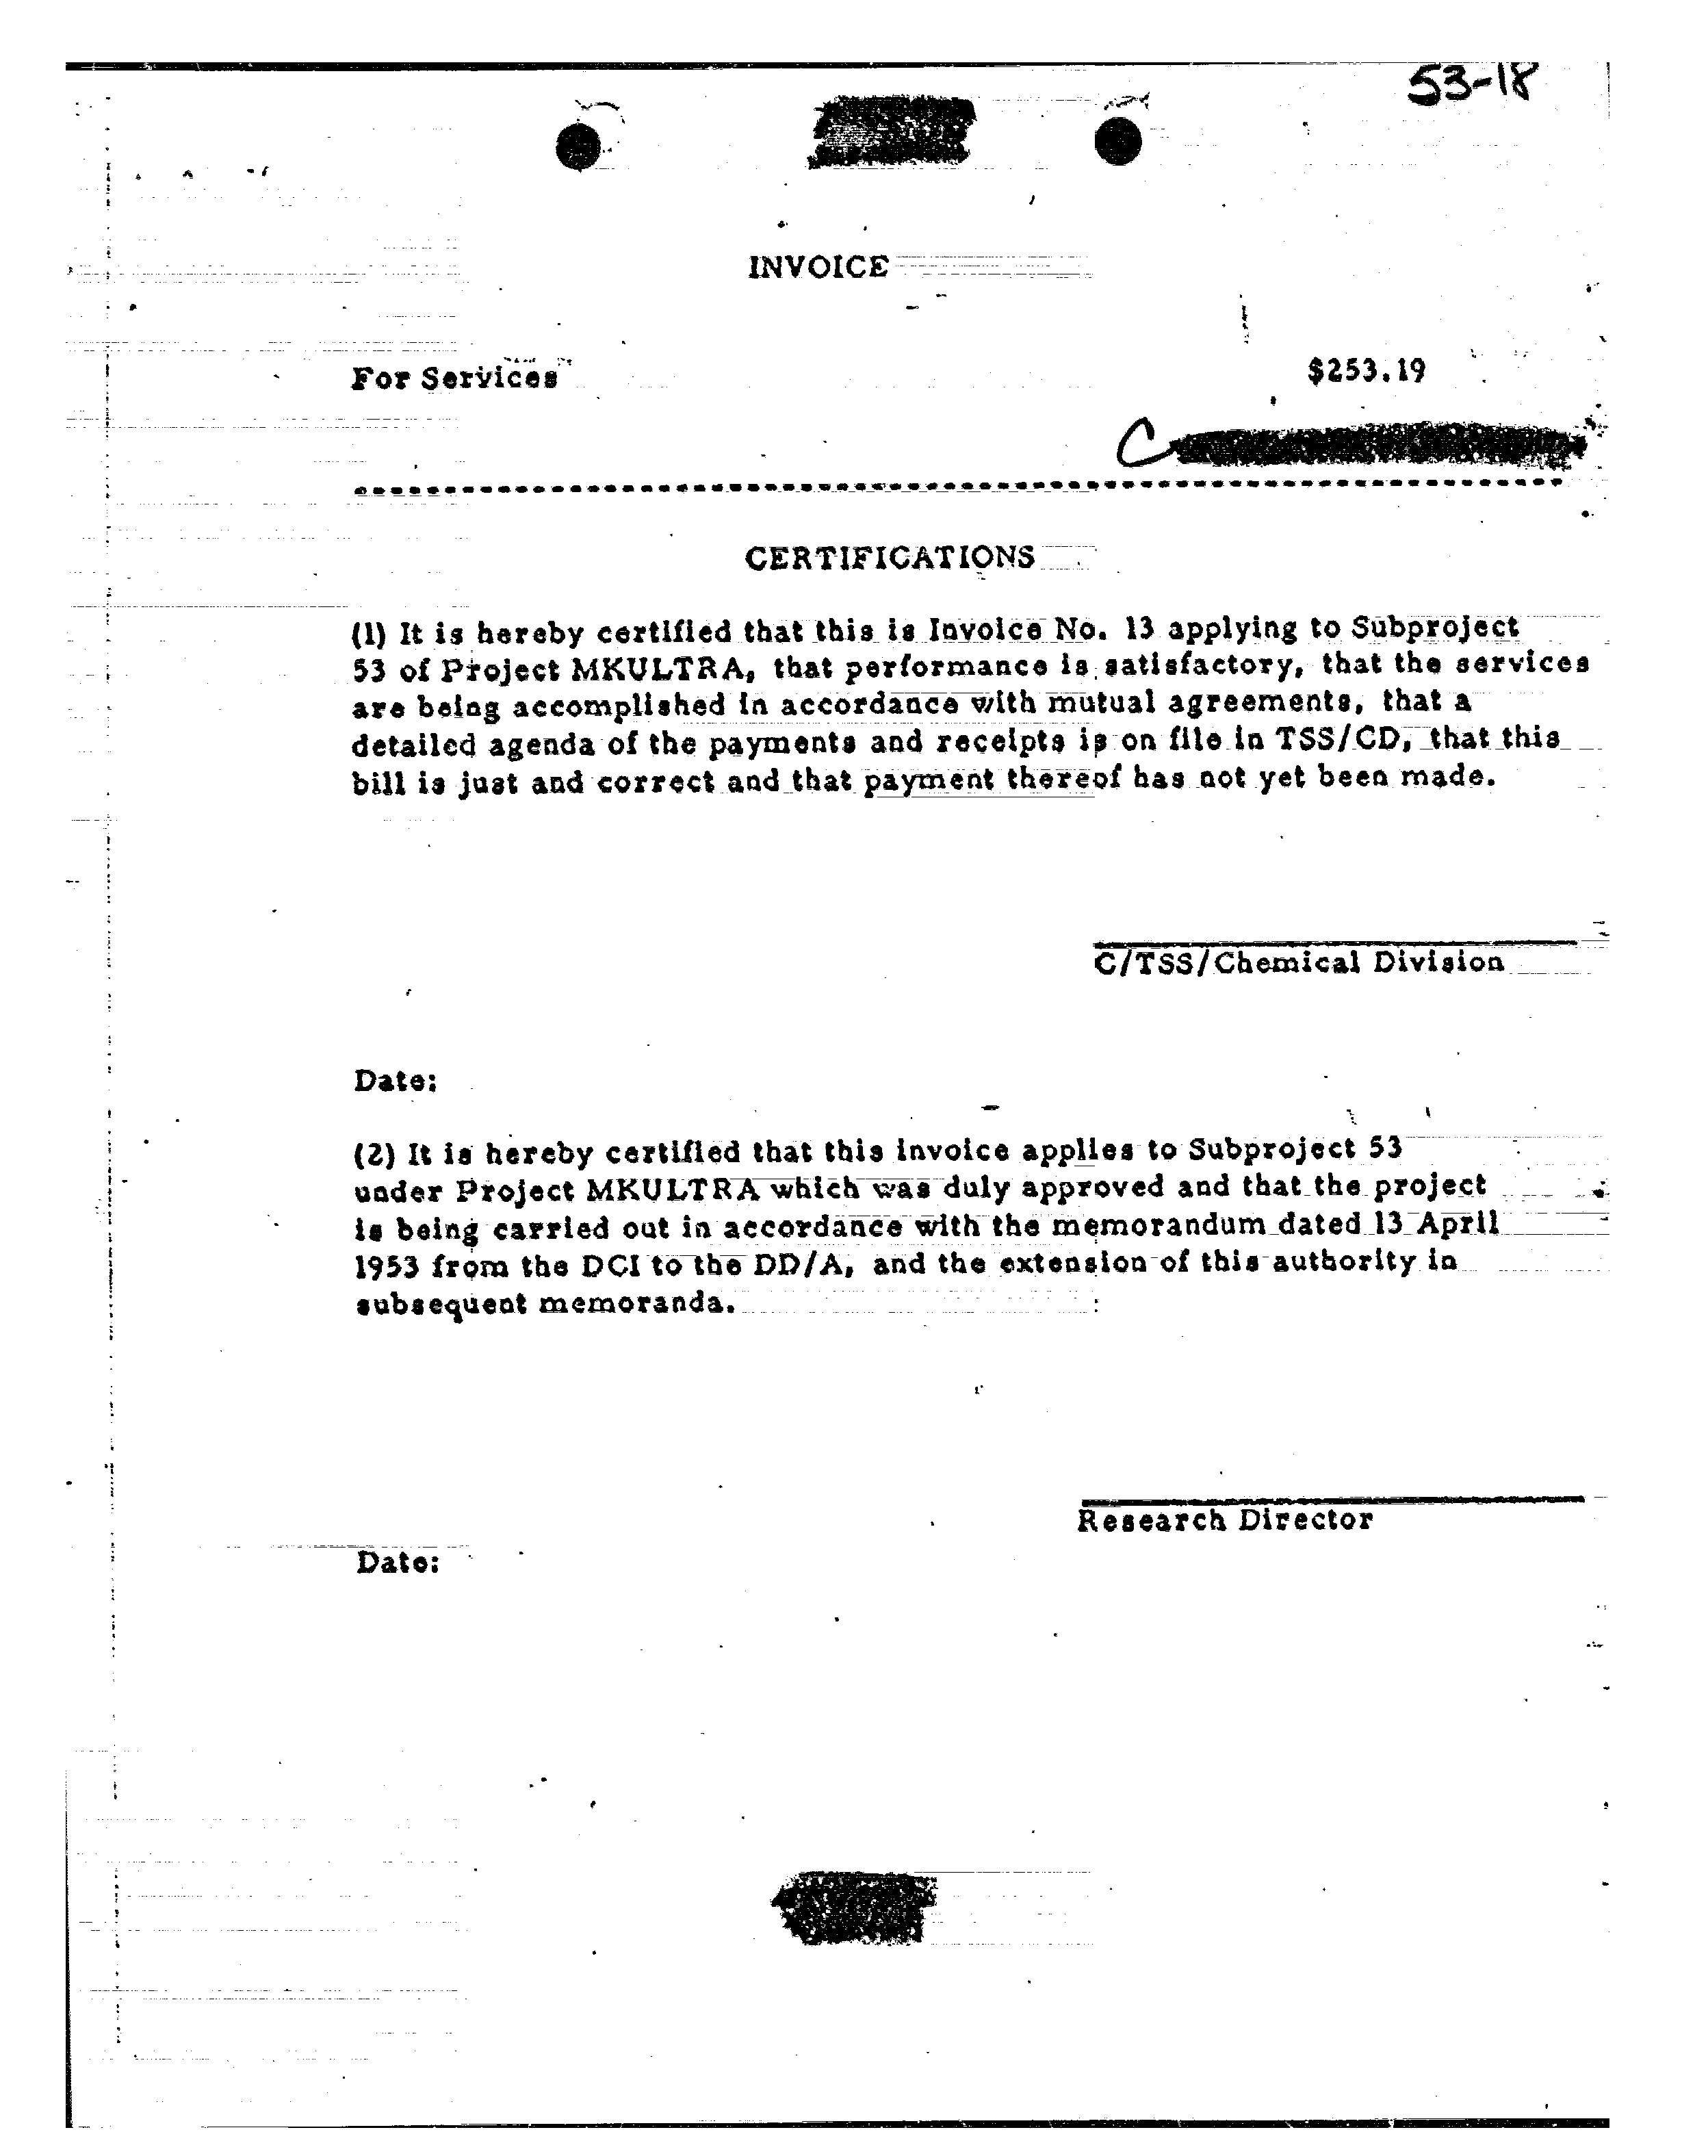 53-18
INVOICE
For Services $253.19
C
CERTIFICATIONS
(1) It is hereby certified that this is Invoice No. 13 applying to Subproject
53 of Project MKULTRA, that performance is satisfactory, that the services
are being accomplished in accordance with mutual agreements, that a
detailed agenda of the payments and receipts is on file in TSS/CD, that this
bill is just and correct and that payment thereof has not yet been made.
C/TSS/Chemical Division
Date:
(2) It is hereby certified that this invoice applies to Subproject 53
under Project MKULTRA which was duly approved and that the project
is being carried out in accordance with the memorandum dated 13 April
1953 from the DCI to the DD/A, and the extension of this authority in
subsequent memoranda.
Research Director
Date: